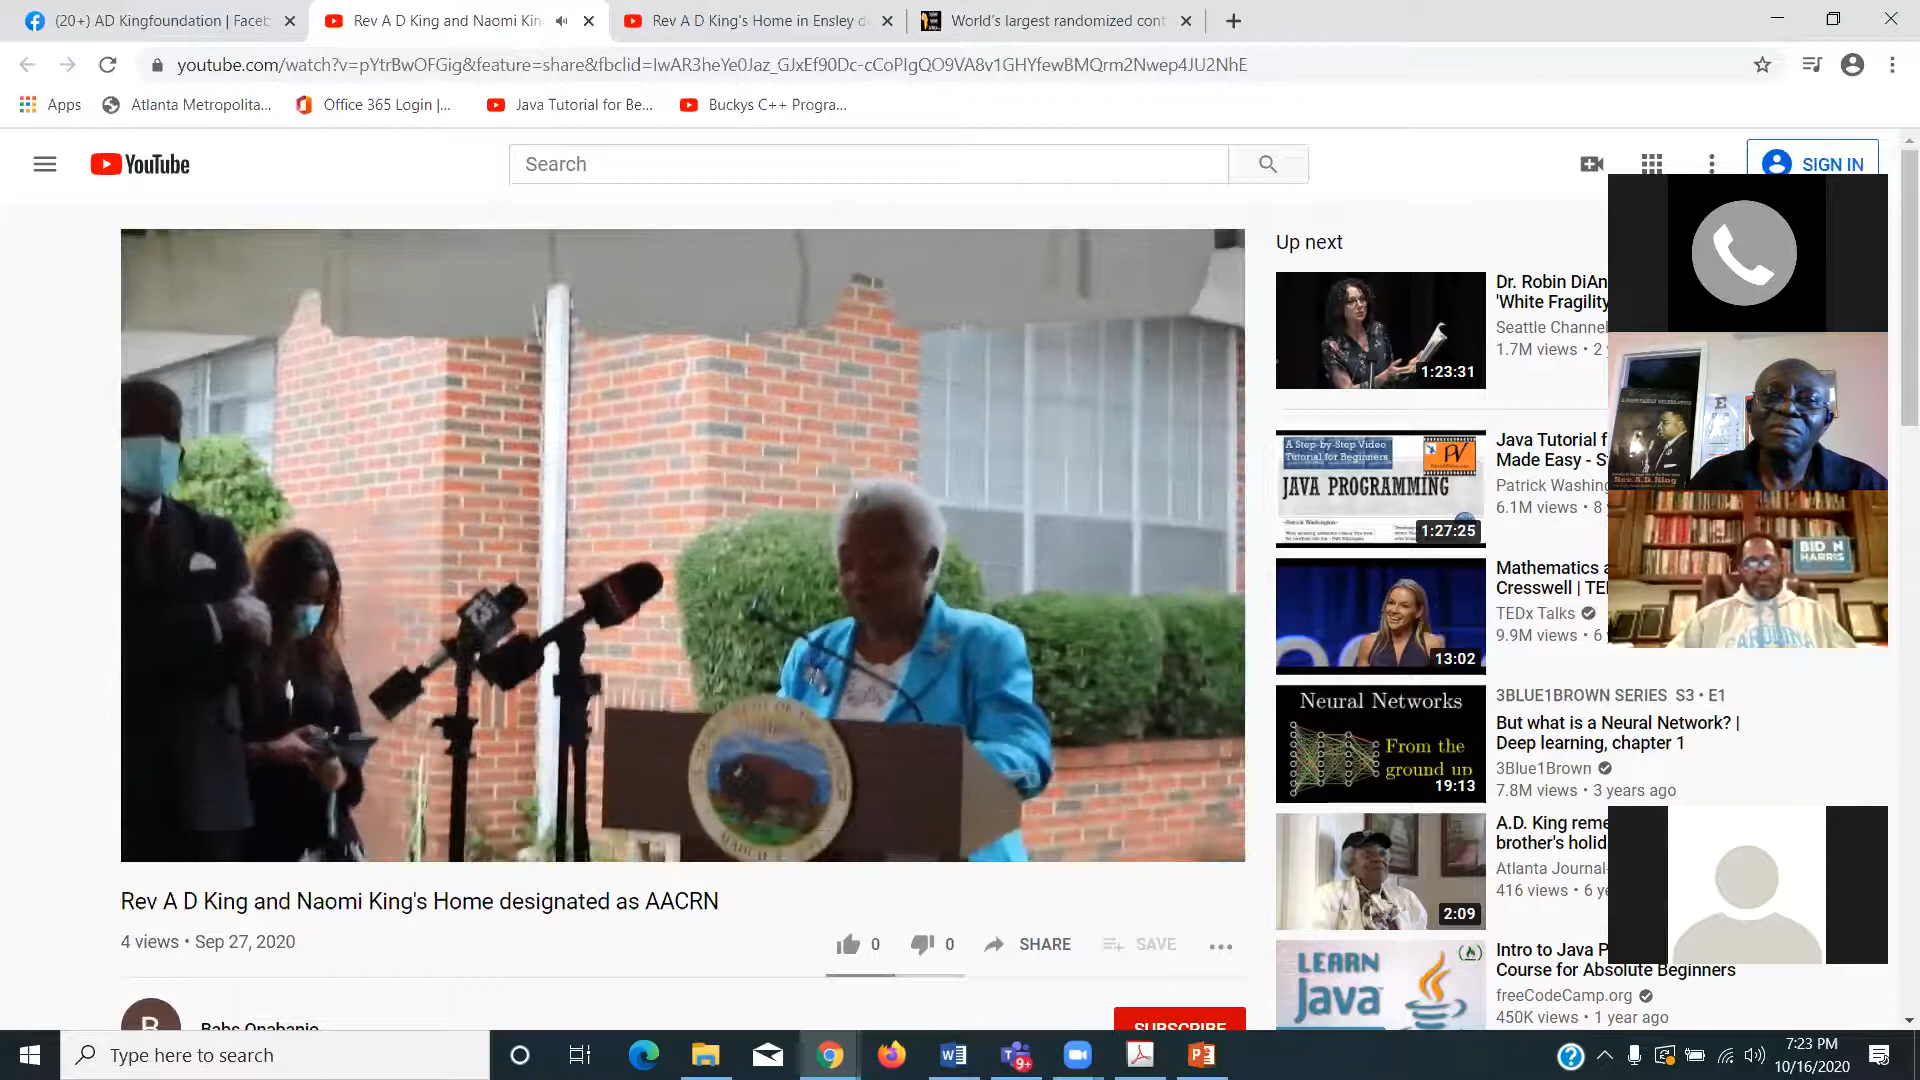 (20+) AD Kingfoundation | Faceb
Rev A D King and Naomi Kin
Rev A D King's Home in Ensley d
World's largest randomized cont
youtube.com/watch?v=pYtrBwOFGig&feature=share&fbclid=IwAR3heYe0Jaz_GJxEf90Dc-cCoPIgQO9VA8v1GHYfewBMQrm2Nwep4JU2NhE
Apps
Atlanta Metropolita...
Office 365 Login |...
Java Tutorial for Be...
Buckys C++ Progra...
YouTube
Search
SIGN IN
Up next
Dr. Robin DiAn
'White Fragility
Seattle Channel
1.7M views • 2
1:23:31
A Step-by-Step Video
Tutorial for Beginners
JAVA PROGRAMMING
1:27:25
Java Tutorial f
Made Easy - S
Patrick Washing
6.1M views • 8
Rev. A.D. King
BID N
HARRIS
CAROLINA
Mathematics a
Cresswell | TE
TEDx Talks
9.9M views • 6
13:02
Neural Networks
From the
ground up
19:13
3BLUE1BROWN SERIES S3 • E1
But what is a Neural Network? |
Deep learning, chapter 1
3Blue1Brown
7.8M views • 3 years ago
A.D. King reme
brother's holid
Atlanta Journal-
416 views • 6 ye
2:09
LEARN
Java
Intro to Java P
Course for Absolute Beginners
freeCodeCamp.org
450K views • 1 year ago
Rev A D King and Naomi King's Home designated as AACRN
4 views • Sep 27, 2020
0
0
SHARE
SAVE
B
Babs Onabanjo
SUBSCRIBE
Type here to search
9+
7:23 PM
10/16/2020